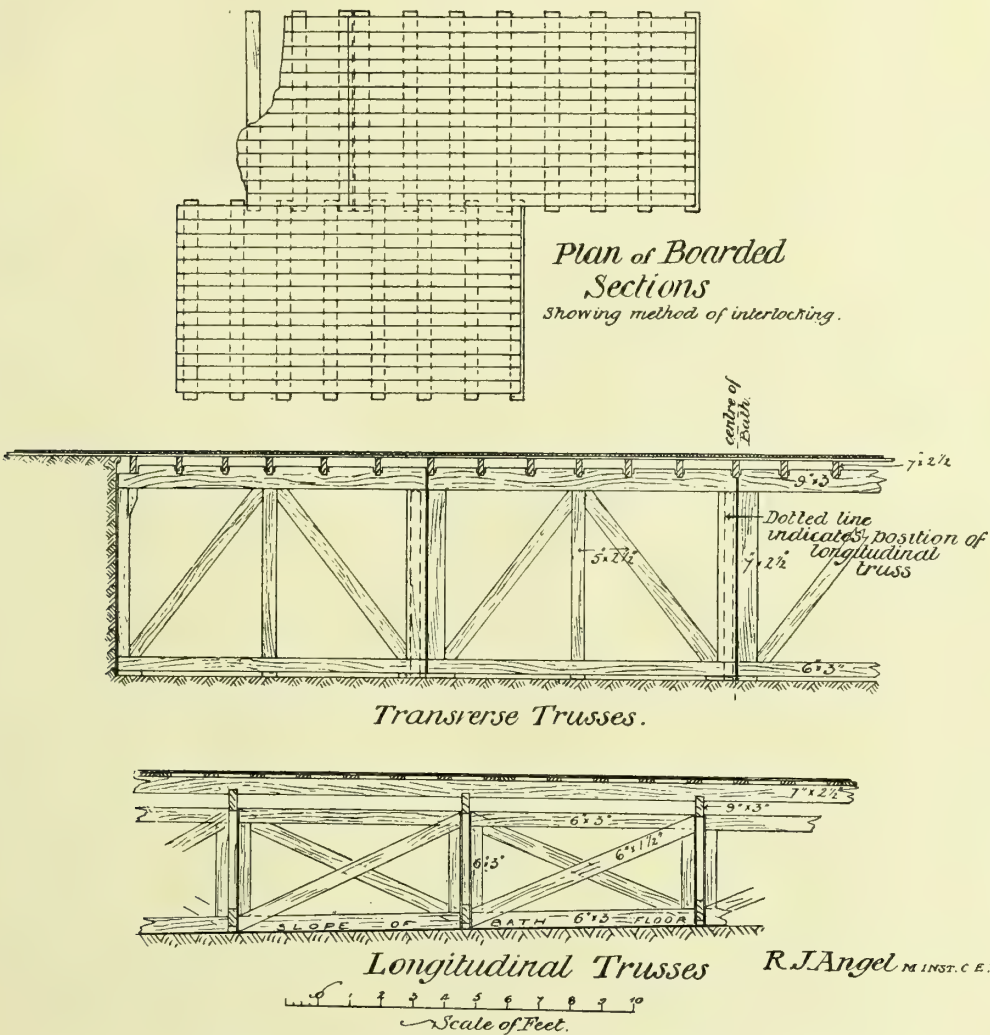 Plan of Boarded
Sections
Showing method of interlocking.
centre of
Bath.
7" x 2½
9" x 3"
Dotted line
indicates position of
longitudinal
truss
5" x 2½"
7" x 2½"
6" x 3"
Transverse Trusses.
7" x 2½"
9" x 3"
6" x 3"
6" x 1½"
6" x 3"
SLOPE OF BATH 6" x 3" FLOOR
Longitudinal Trusses
R.J. Angel M INST. C E.
0 1 2 3 4 5 6 7 8 9 10
Scale of Feet.